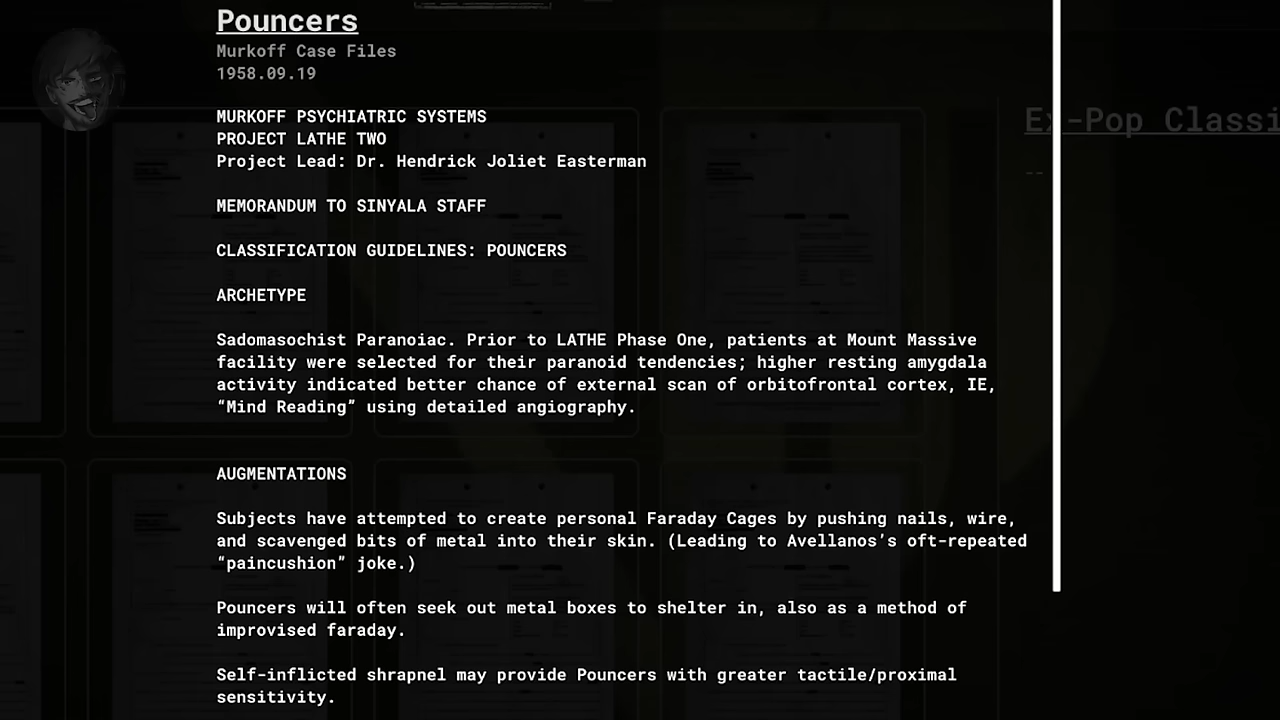 Pouncers
Murkoff Case Files
1958.09.19
MURKOFF PSYCHIATRIC SYSTEMS
PROJECT LATHE TWO
Project Lead: Dr. Hendrick Joliet Easterman
MEMORANDUM TO SINYALA STAFF
CLASSIFICATION GUIDELINES: POUNCERS
ARCHETYPE
Sadomasochist Paranoiac. Prior to LATHE Phase One, patients at Mount Massive
facility were selected for their paranoid tendencies; higher resting amygdala
activity indicated better chance of external scan of orbitofrontal cortex, IE,
“Mind Reading” using detailed angiography.
AUGMENTATIONS
Subjects have attempted to create personal Faraday Cages by pushing nails, wire,
and scavenged bits of metal into their skin. (Leading to Avellanos’s oft-repeated
“paincushion” joke.)
Pouncers will often seek out metal boxes to shelter in, also as a method of
improvised faraday.
Self-inflicted shrapnel may provide Pouncers with greater tactile/proximal
sensitivity.
Ex-Pop Classi
--